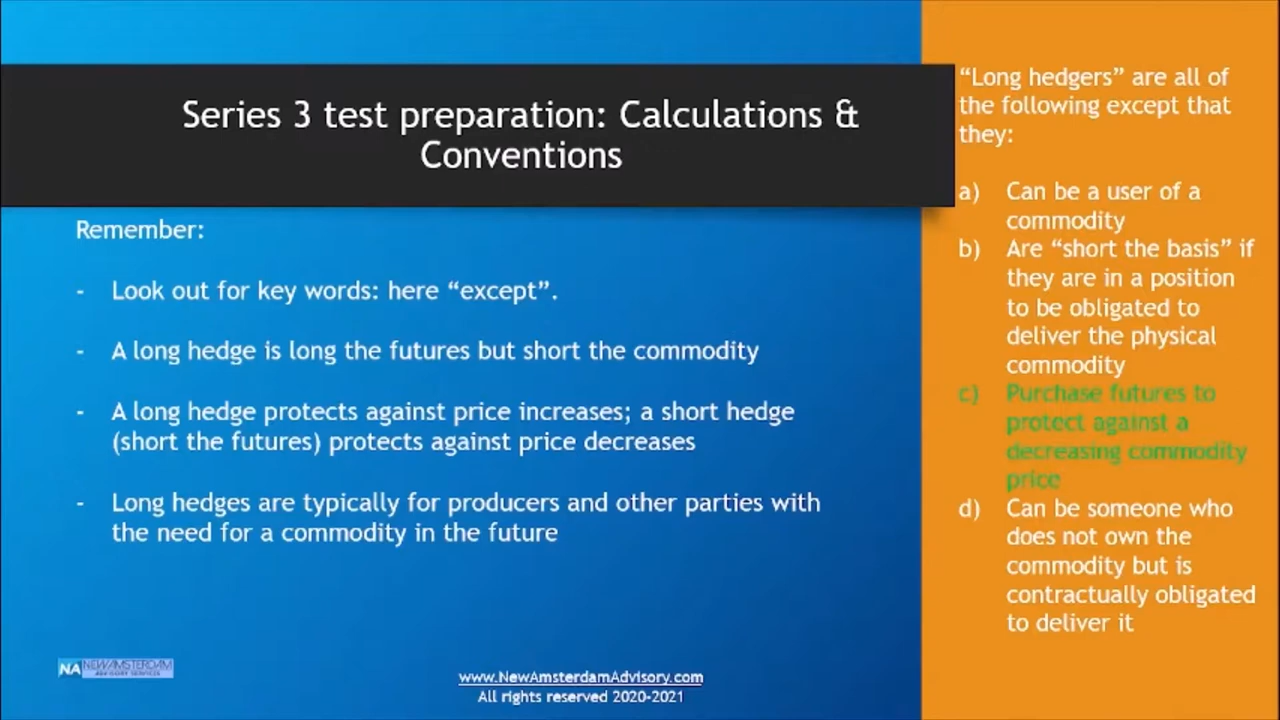 Series 3 test preparation: Calculations &
Conventions
Remember:
- Look out for key words: here “except”.
- A long hedge is long the futures but short the commodity
- A long hedge protects against price increases; a short hedge
(short the futures) protects against price decreases
- Long hedges are typically for producers and other parties with
the need for a commodity in the future
“Long hedgers” are all of
the following except that
they:
a) Can be a user of a
commodity
b) Are “short the basis” if
they are in a position
to be obligated to
deliver the physical
commodity
c) Purchase futures to
protect against a
decreasing commodity
price
d) Can be someone who
does not own the
commodity but is
contractually obligated
to deliver it
NA NEWAMSTERDAM
ADVISORY SERVICES
www.NewAmsterdamAdvisory.com
All rights reserved 2020-2021